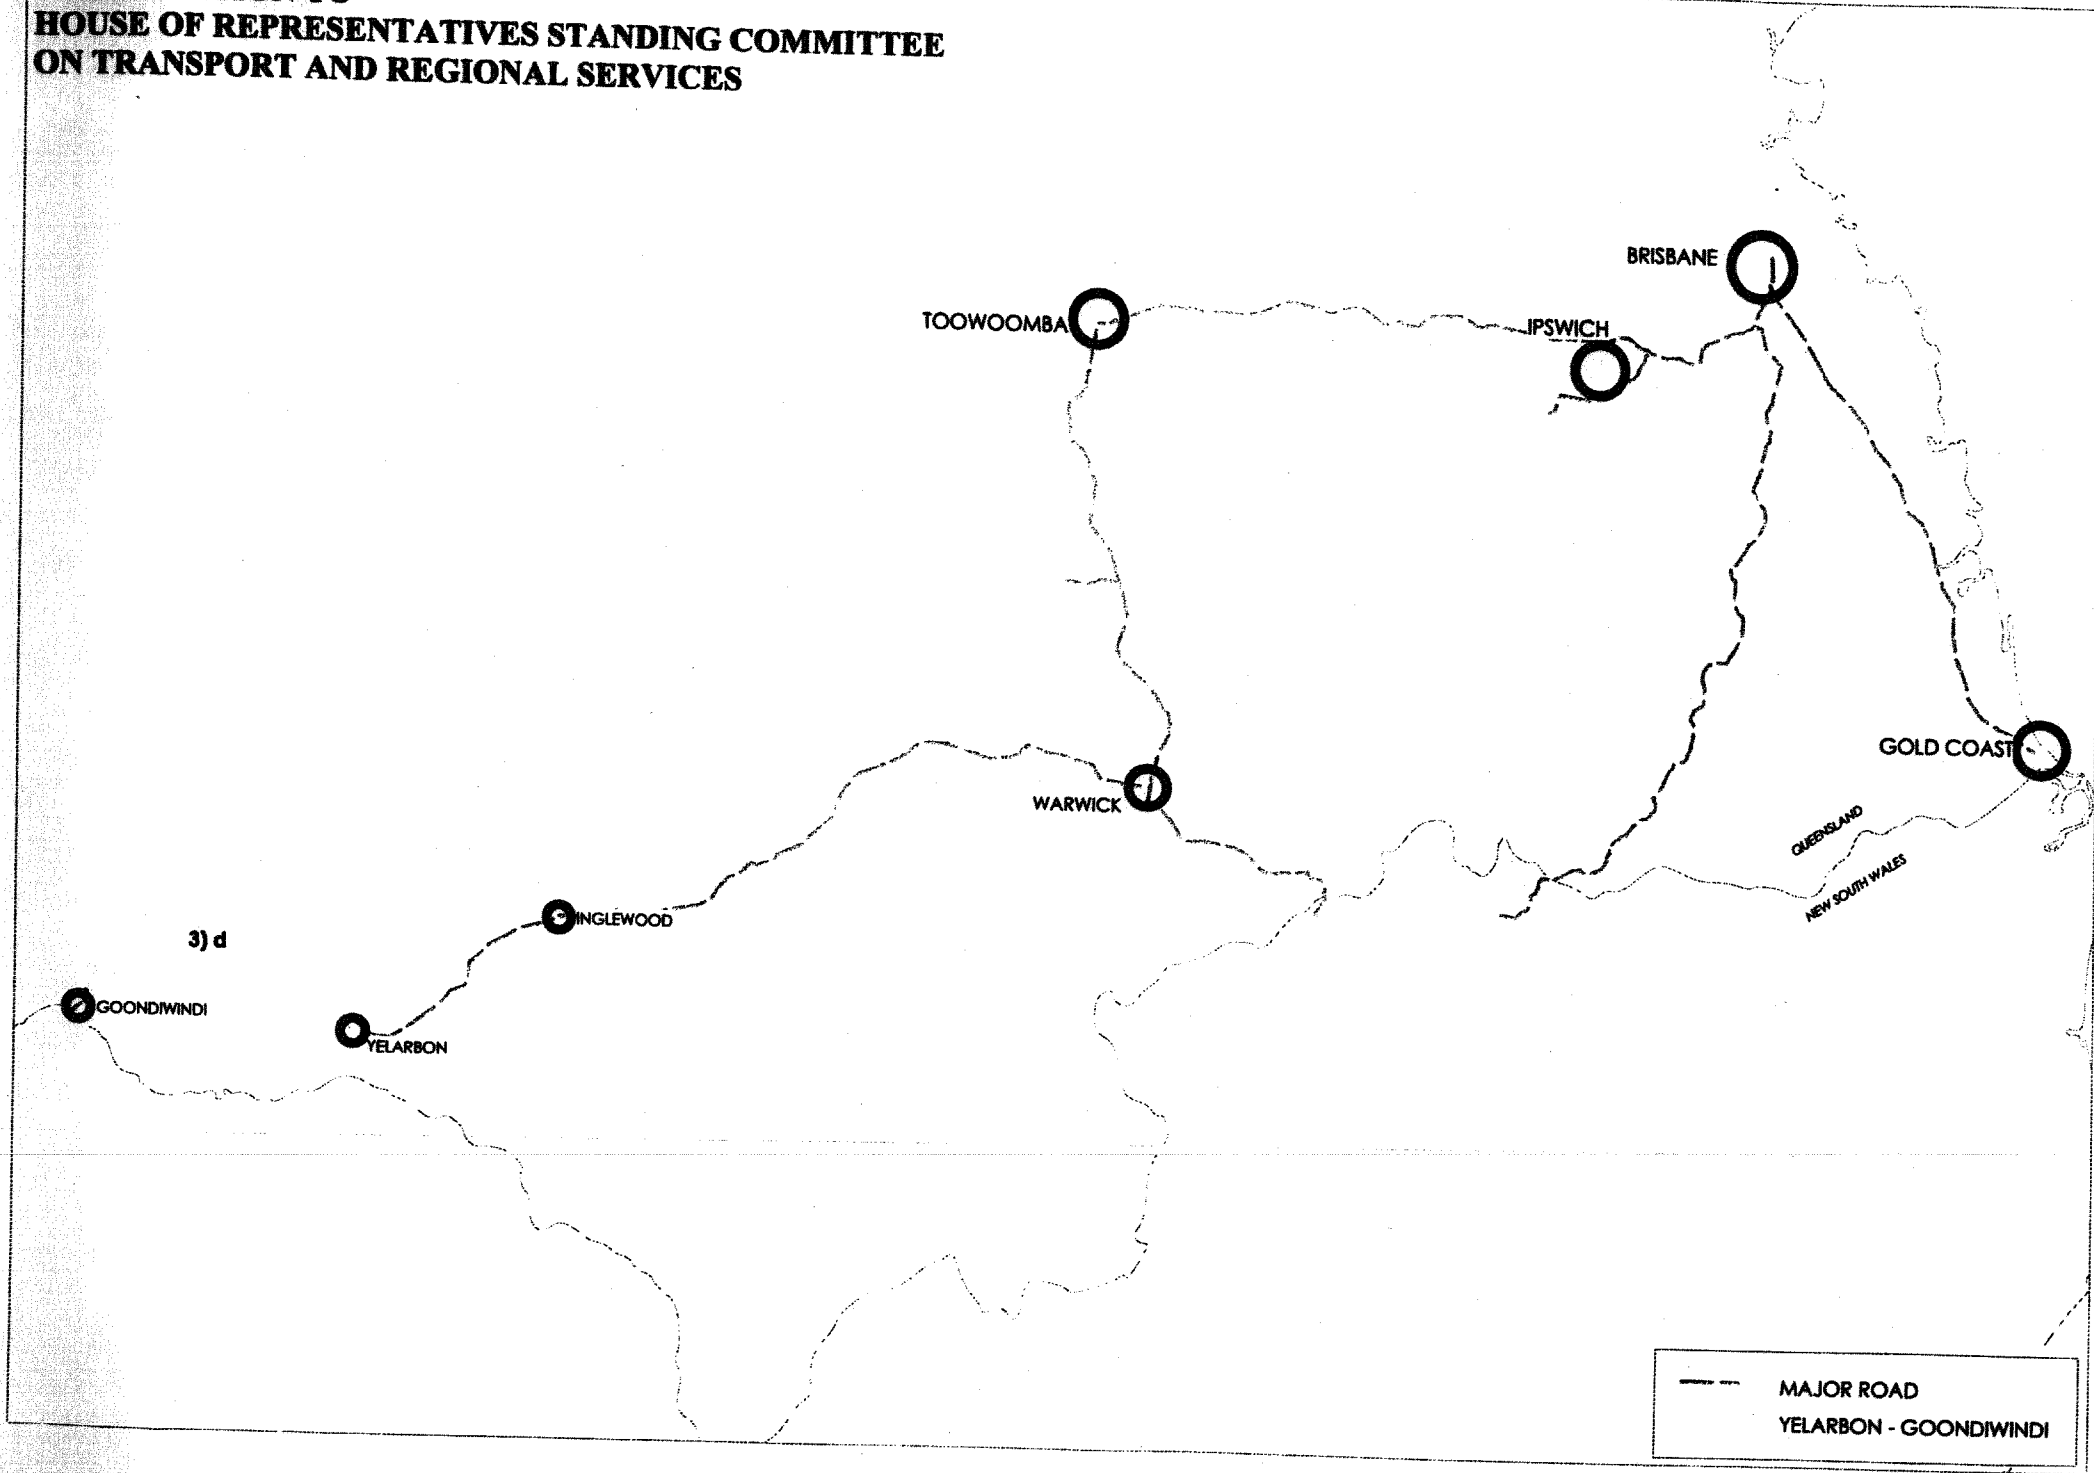 HOUSE OF REPRESENTATIVES STANDING COMMITTEE
ON TRANSPORT AND REGIONAL SERVICES
BRISBANE
TOOWOOMBA
IPSWICH
GOLD COAST
WARWICK
QUEENSLAND
NEW SOUTH WALES
INGLEWOOD
3) d
GOONDIWINDI
YELARBON
MAJOR ROAD
YELARBON - GOONDIWINDI